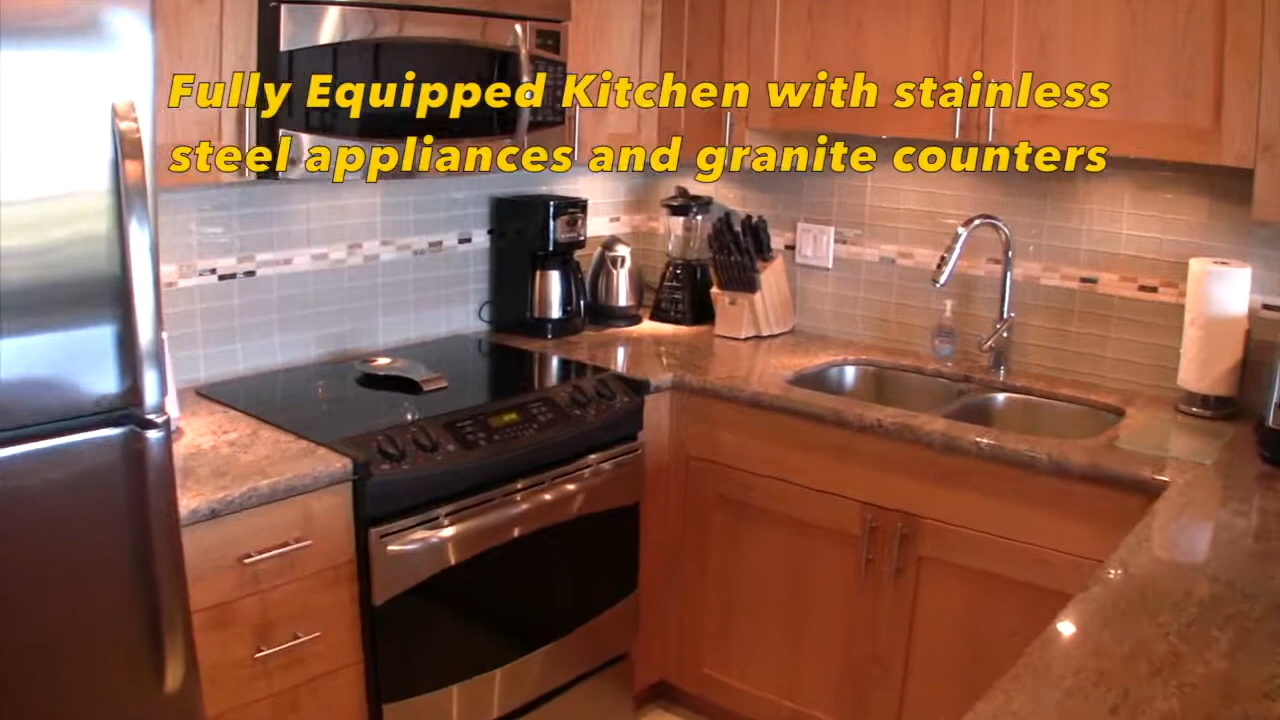 Fully Equipped Kitchen with stainless
steel appliances and granite counters